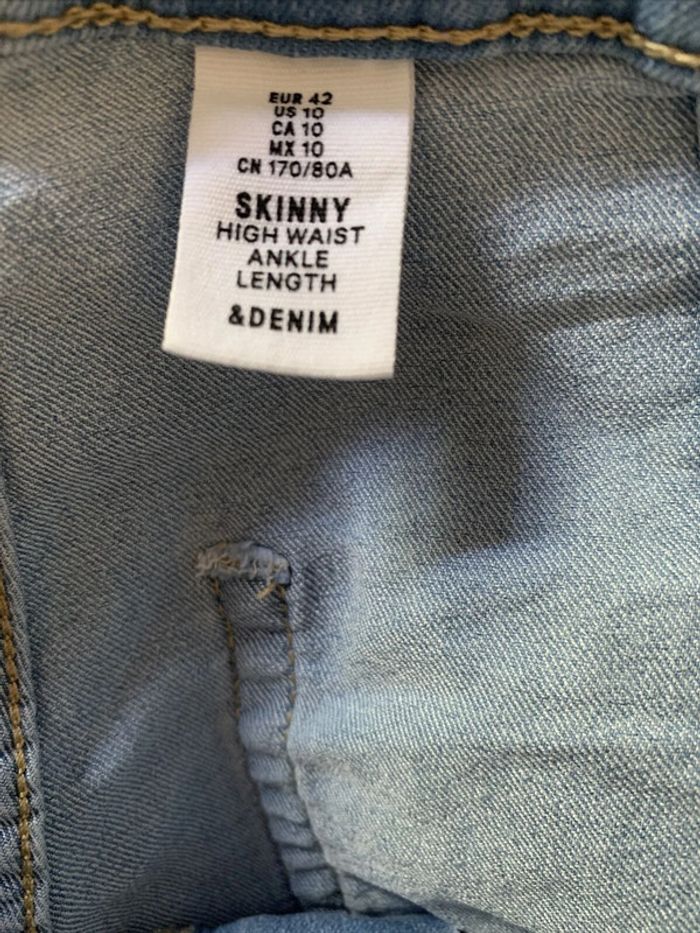 EUR 42
US 10
CA 10
MX 10
CN 170/80A
SKINNY
HIGH WAIST
ANKLE
LENGTH
&DENIM